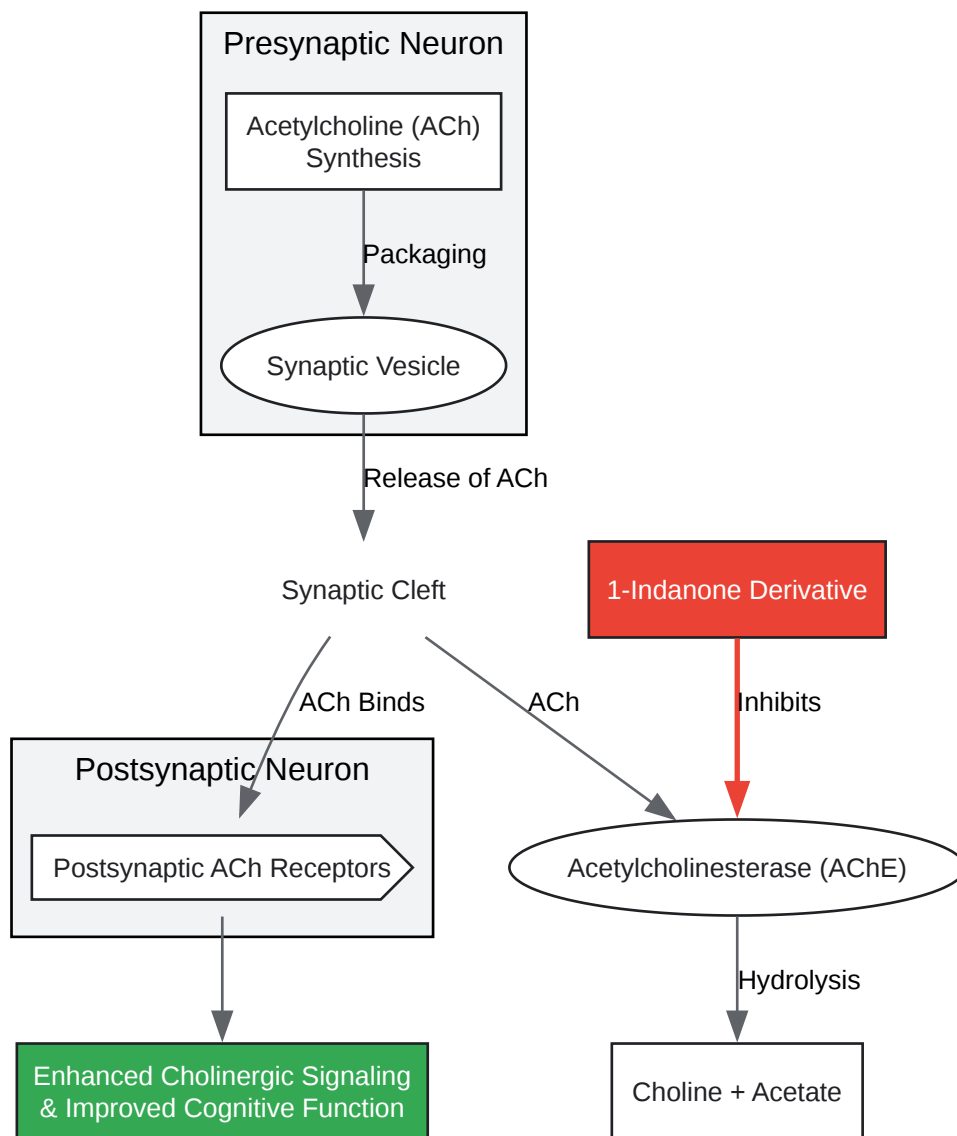 Presynaptic Neuron
Acetylcholine (ACh)
Synthesis
Packaging
Synaptic Vesicle
Release of ACh
Synaptic Cleft
1-Indanone Derivative
ACh Binds
ACh
Inhibits
Postsynaptic Neuron
Postsynaptic ACh Receptors
Acetylcholinesterase (AChE)
Hydrolysis
Enhanced Cholinergic Signaling
& Improved Cognitive Function
Choline + Acetate